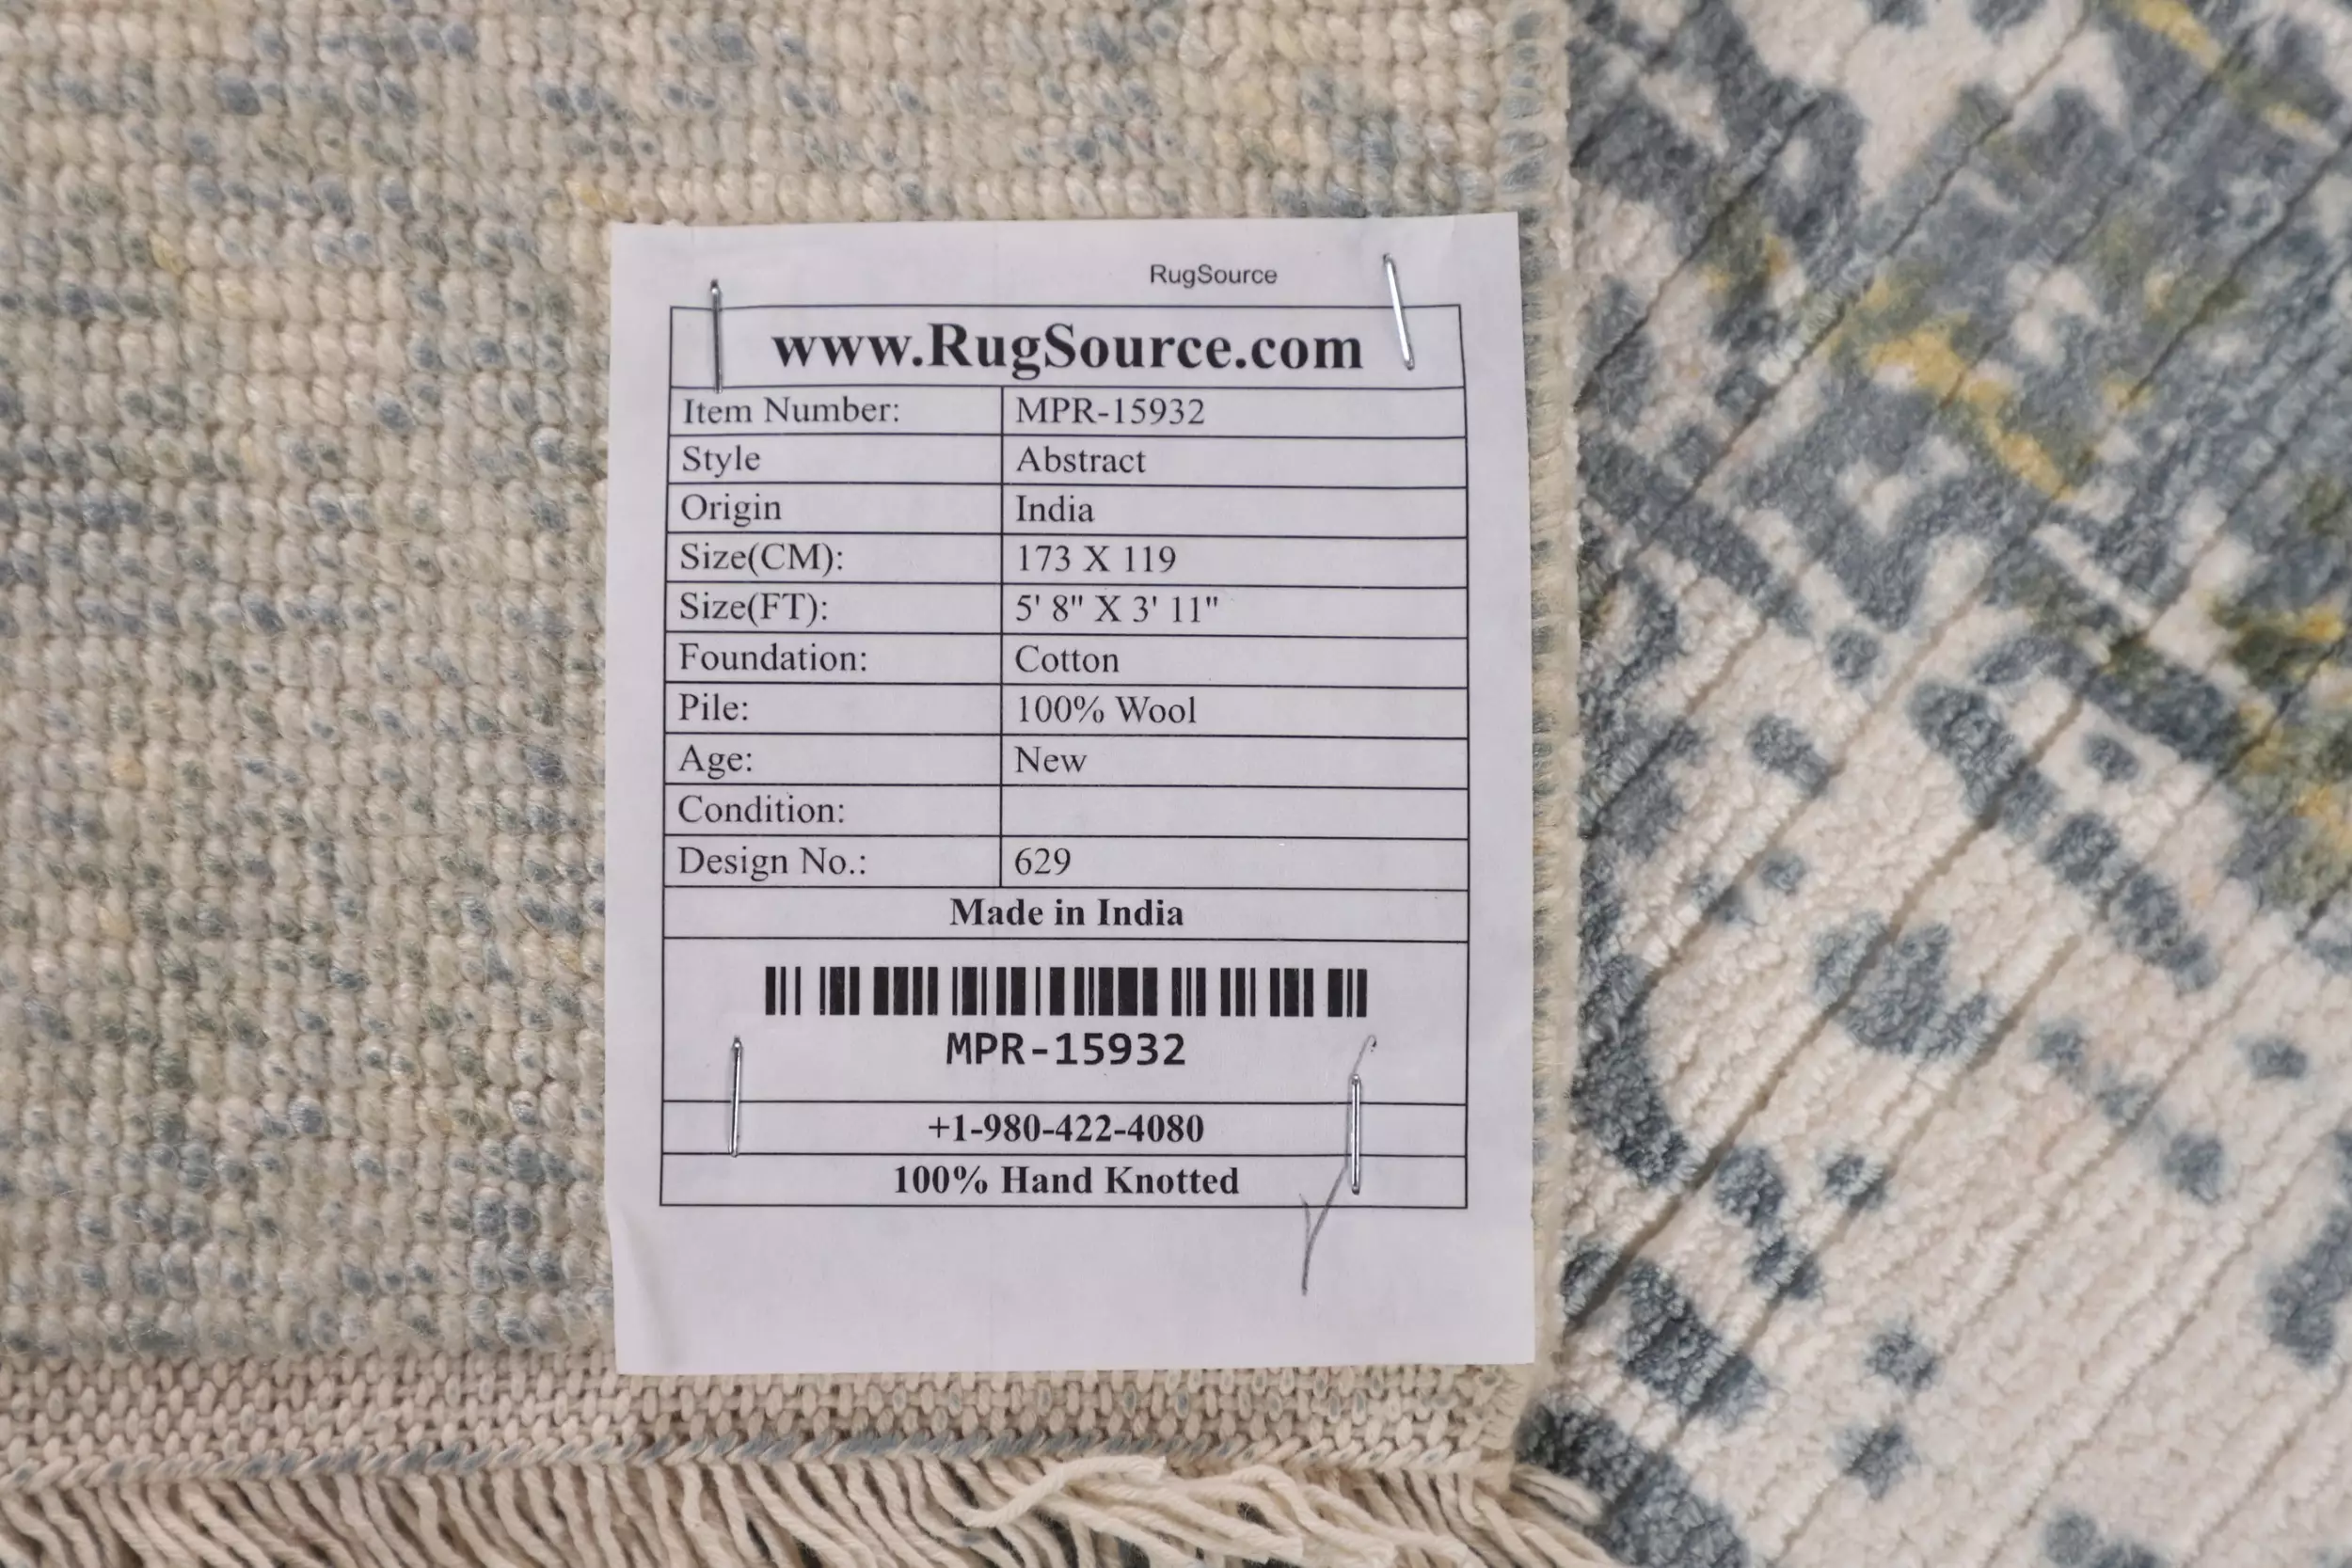 RugSource
www.RugSource.com
Item Number: MPR-15932
Style Abstract
Origin India
Size(CM): 173 X 119
Size(FT): 5' 8" X 3' 11"
Foundation: Cotton
Pile: 100% Wool
Age: New
Condition:
Design No.: 629
Made in India
MPR-15932
+1-980-422-4080
100% Hand Knotted